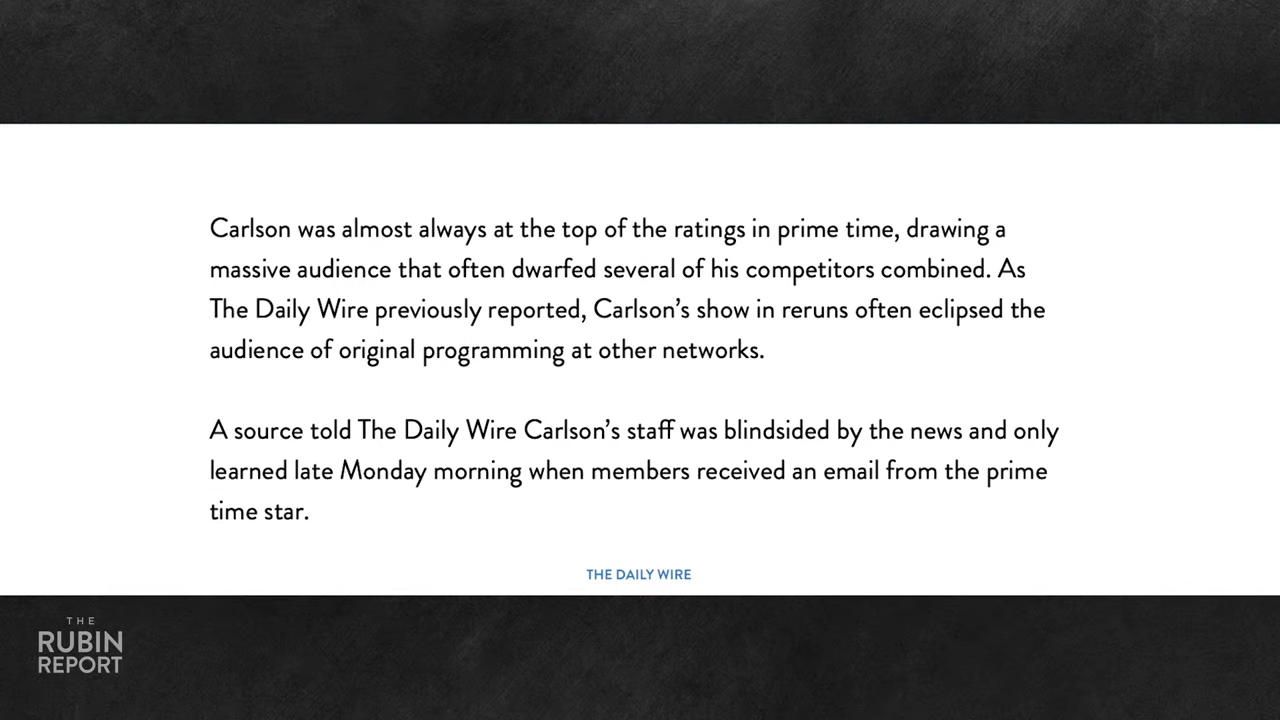 Carlson was almost always at the top of the ratings in prime time, drawing a
massive audience that often dwarfed several of his competitors combined. As
The Daily Wire previously reported, Carlson’s show in reruns often eclipsed the
audience of original programming at other networks.
A source told The Daily Wire Carlson’s staff was blindsided by the news and only
learned late Monday morning when members received an email from the prime
time star.
THE DAILY WIRE
THE
RUBIN
REPORT